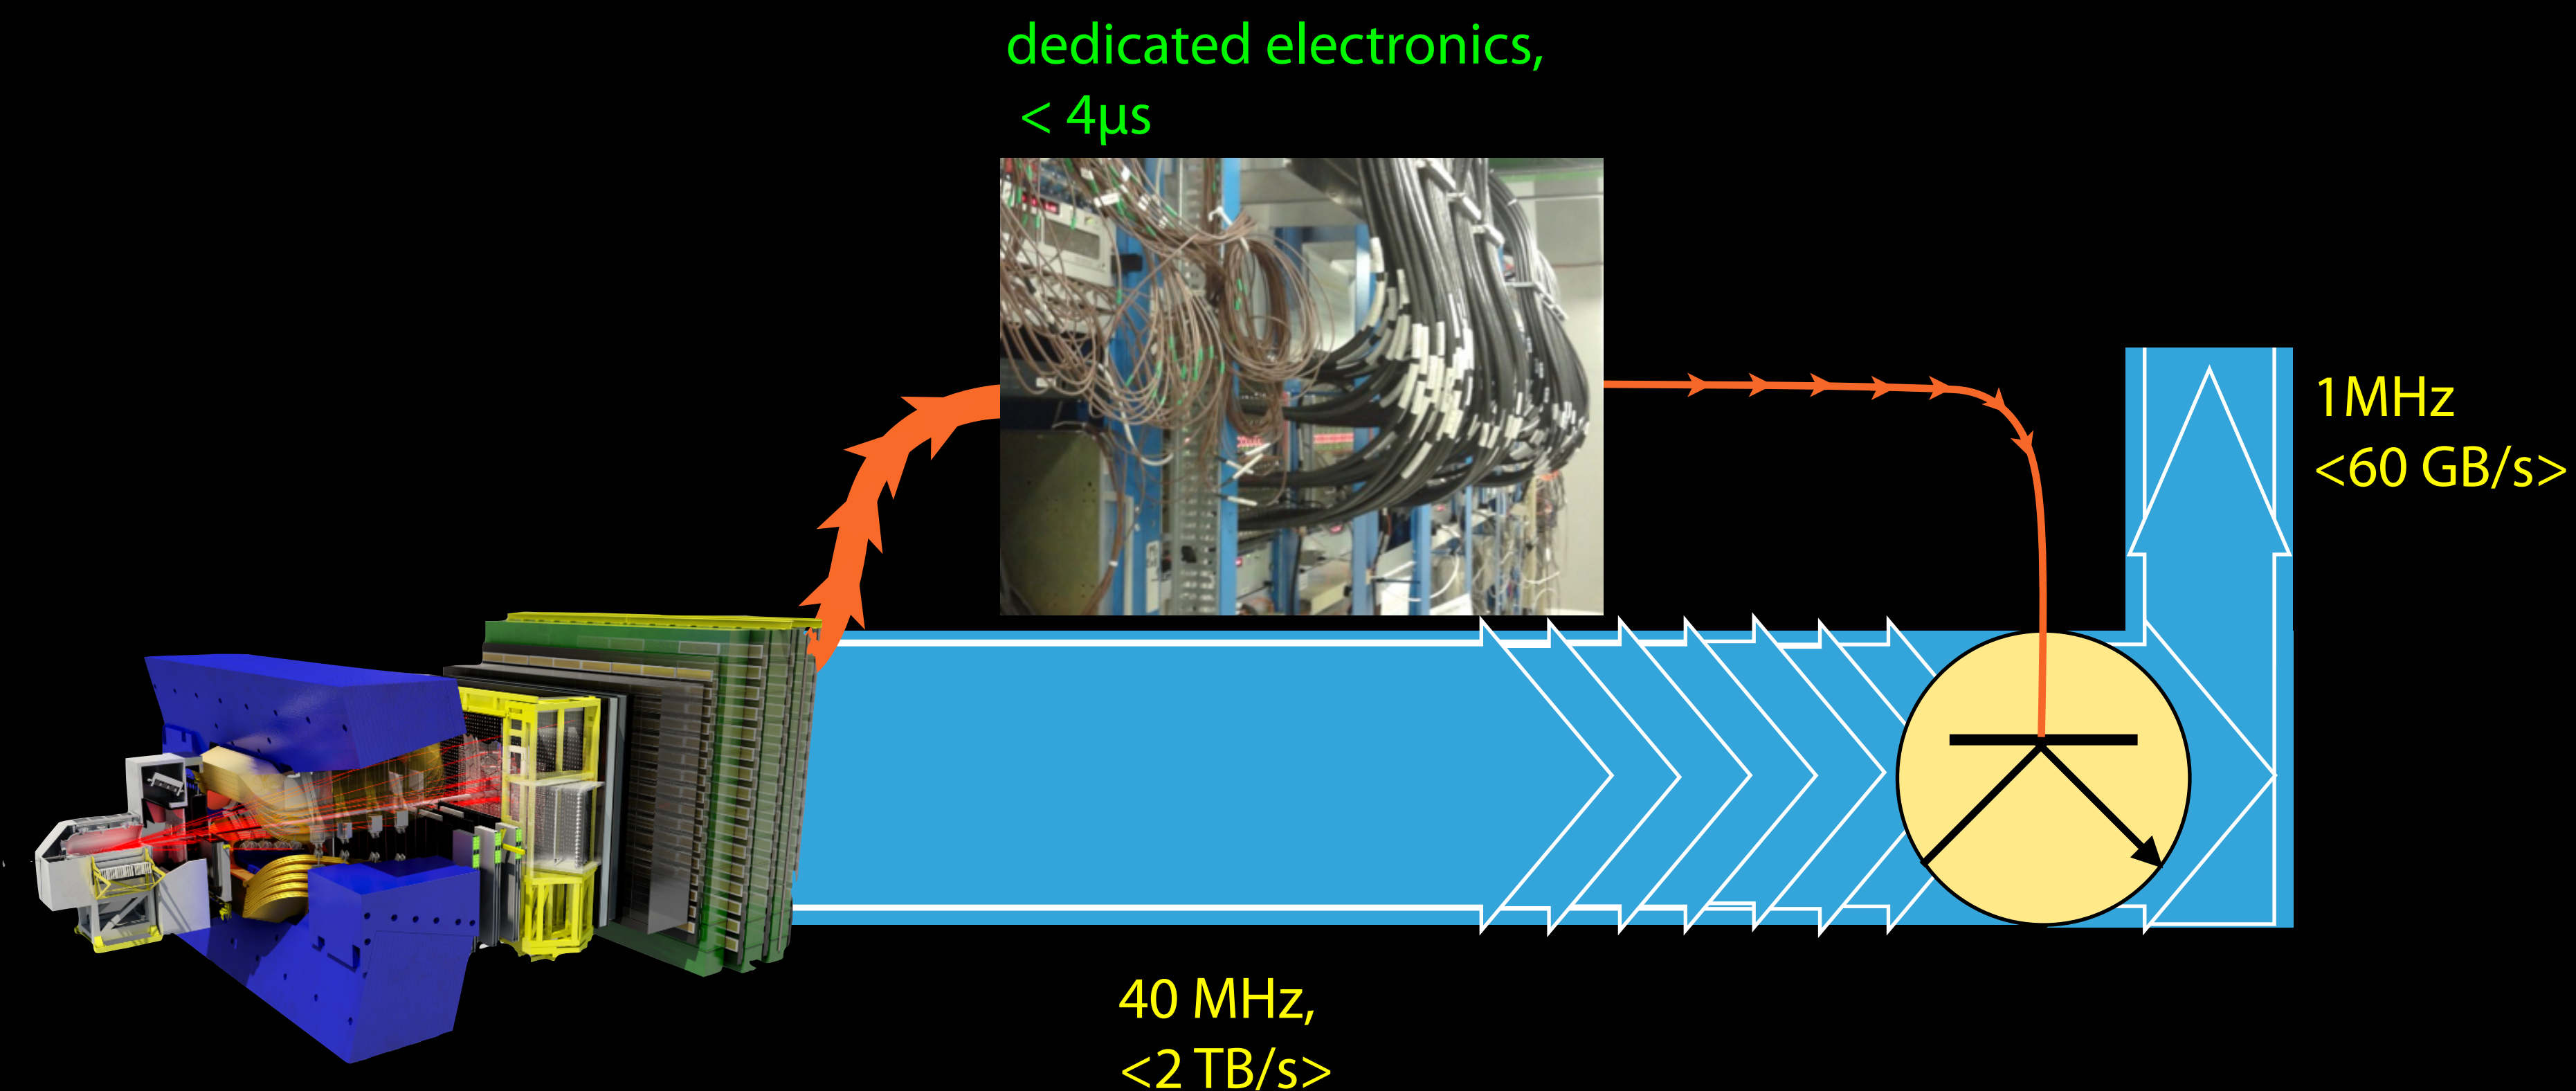 dedicated electronics,
< 4µs
1MHz
<60 GB/s>
40 MHz,
<2 TB/s>